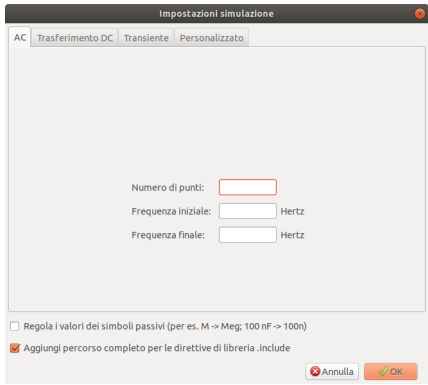 Impostazioni simulazione
AC Trasferimento DC Transiente Personalizzato
Numero di punti:
Frequenza iniziale: Hertz
Frequenza finale: Hertz
Regola i valori dei simboli passivi (per es. M -> Meg; 100 nF -> 100n)
Aggiungi percorso completo per le direttive di libreria .include
Annulla OK